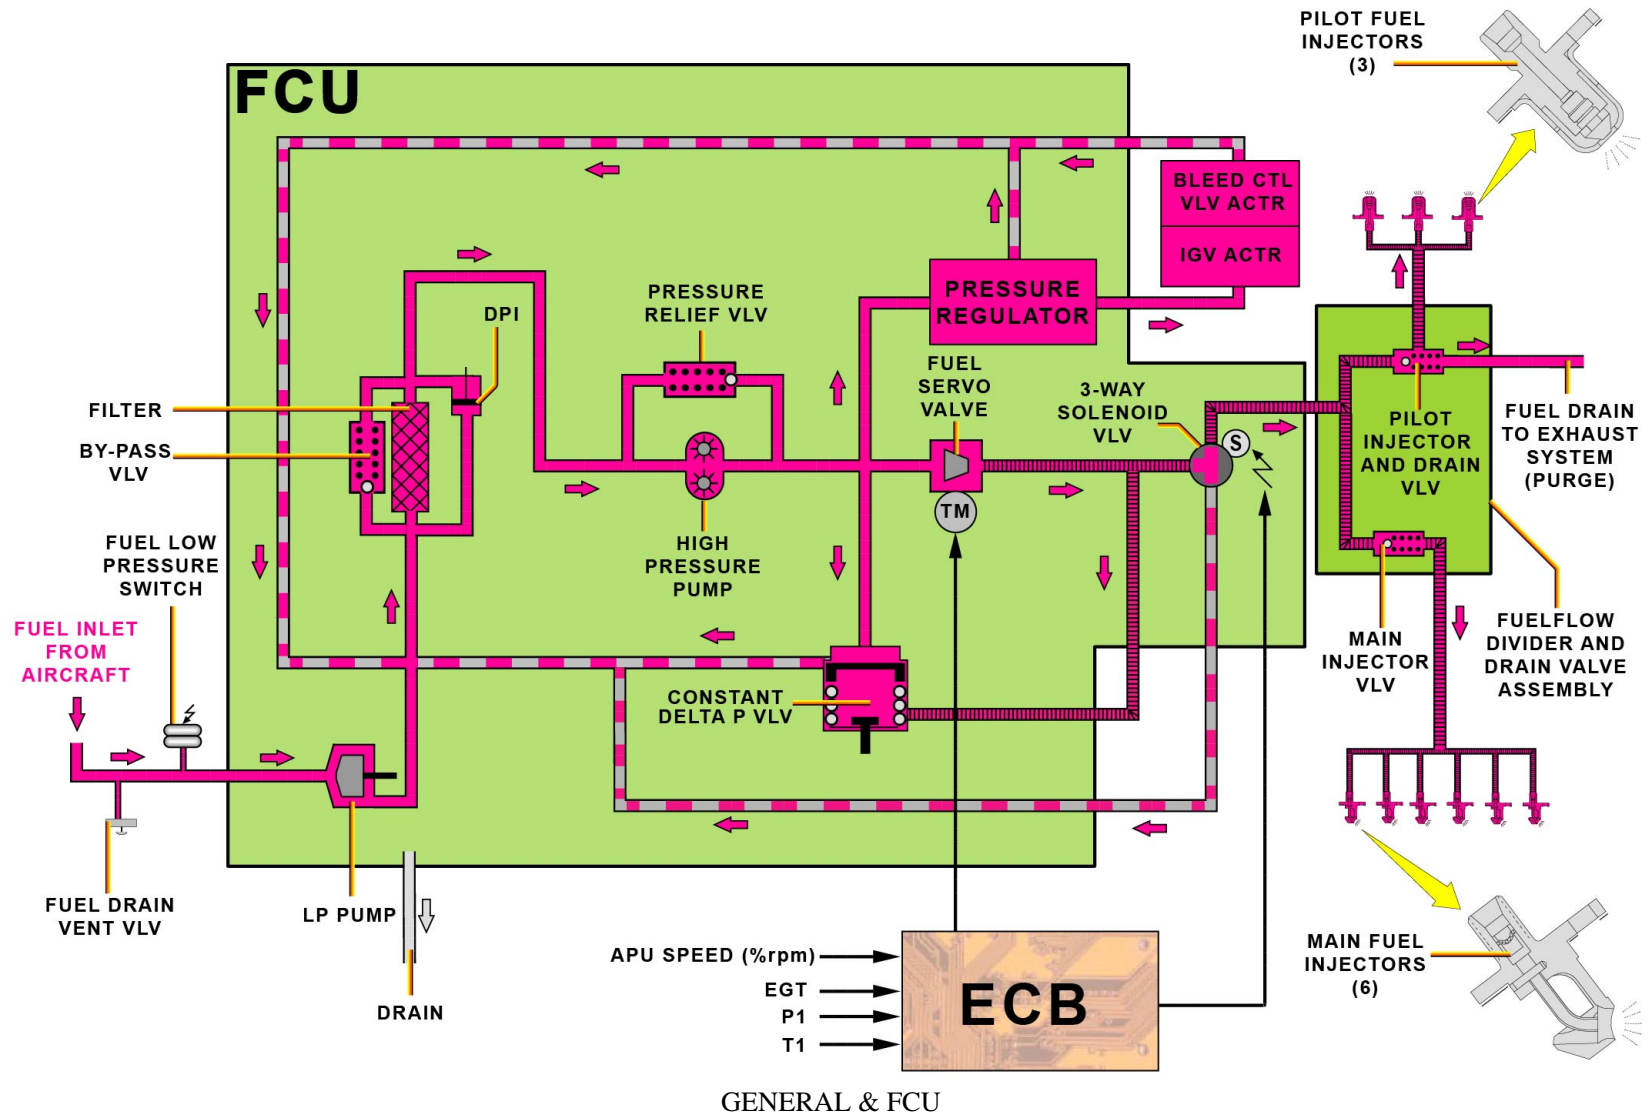 PILOT FUEL
INJECTORS
(3)
FCU
BLEED CTL
VLV ACTR
IGV ACTR
PRESSURE
REGULATOR
PRESSURE
RELIEF VLV
DPI
FUEL
SERVO
VALVE
3-WAY
SOLENOID
VLV
S
FILTER
BY-PASS
VLV
TM
PILOT
INJECTOR
AND DRAIN
VLV
FUEL DRAIN
TO EXHAUST
SYSTEM
(PURGE)
FUEL LOW
PRESSURE
SWITCH
HIGH
PRESSURE
PUMP
FUEL INLET
FROM
AIRCRAFT
MAIN
INJECTOR
VLV
FUELFLOW
DIVIDER AND
DRAIN VALVE
ASSEMBLY
CONSTANT
DELTA P VLV
FUEL DRAIN
VENT VLV
LP PUMP
DRAIN
APU SPEED (%rpm)
EGT
P1
T1
ECB
MAIN FUEL
INJECTORS
(6)
GENERAL & FCU